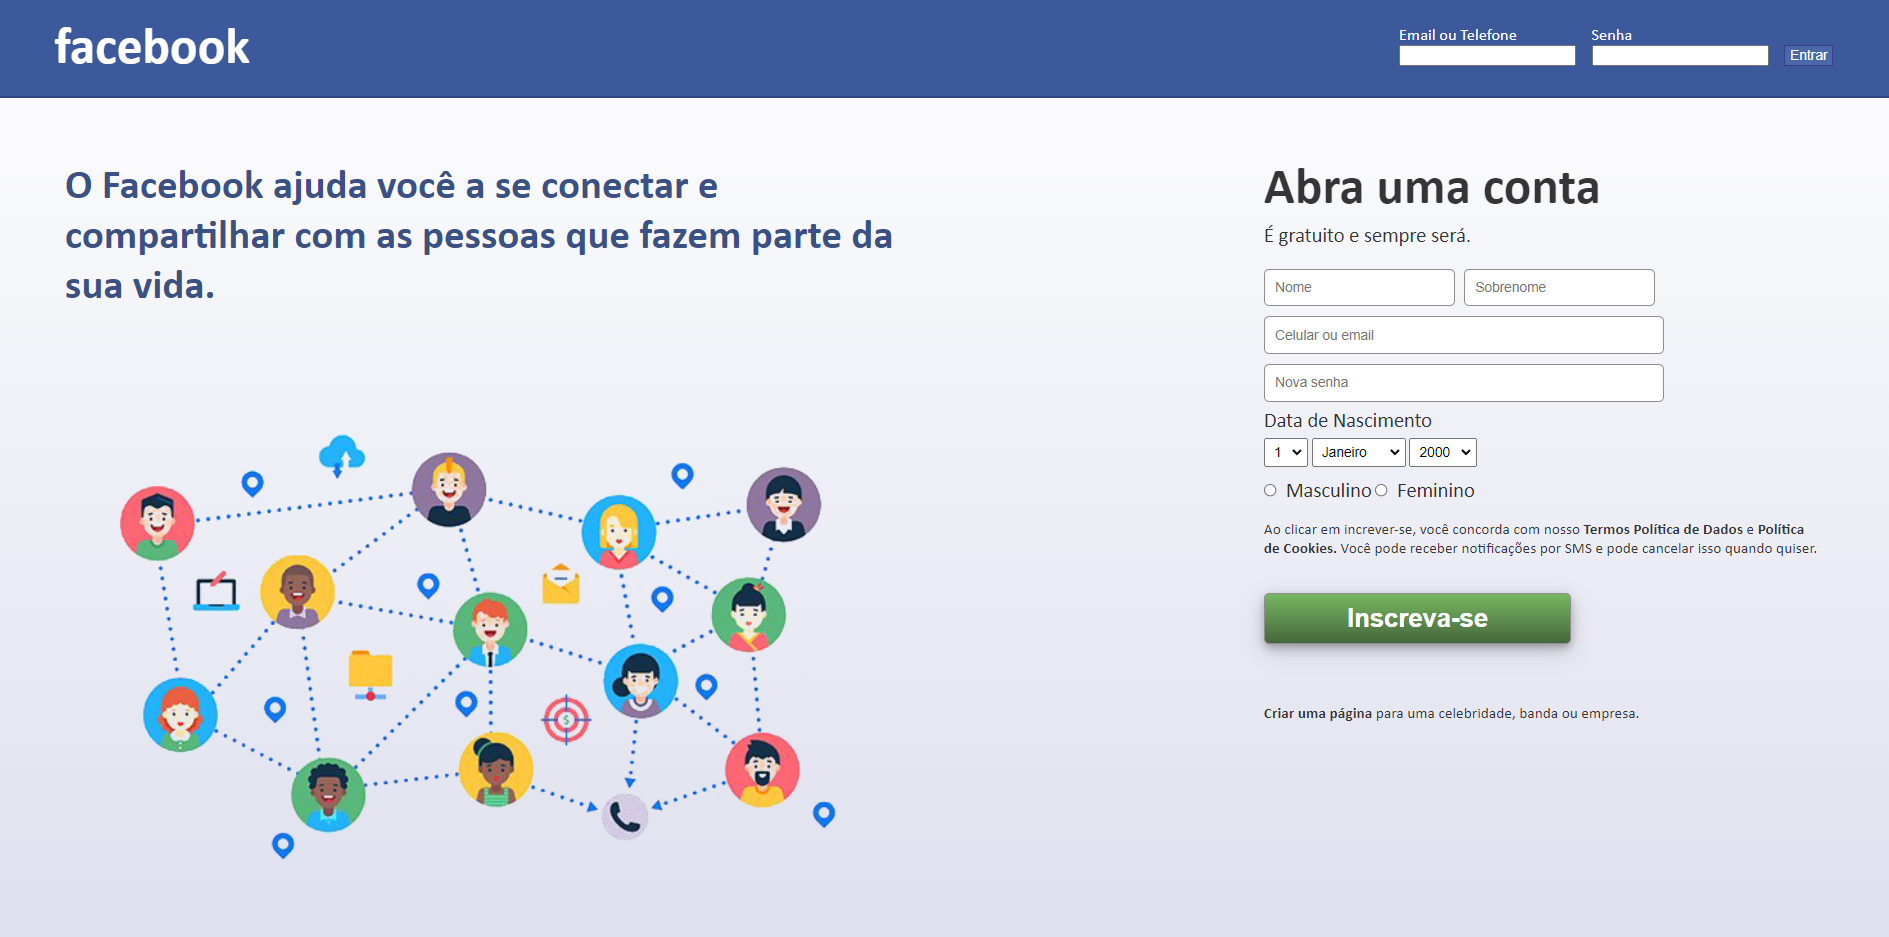 facebook
Email ou Telefone
Senha
Entrar
O Facebook ajuda você a se conectar e
compartilhar com as pessoas que fazem parte da
sua vida.
Abra uma conta
É gratuito e sempre será.
Nome
Sobrenome
Celular ou email
Nova senha
Data de Nascimento
1
Janeiro
2000
Masculino
Feminino
Ao clicar em increver-se, você concorda com nosso Termos Política de Dados e Política
de Cookies. Você pode receber notificações por SMS e pode cancelar isso quando quiser.
Inscreva-se
Criar uma página para uma celebridade, banda ou empresa.
$